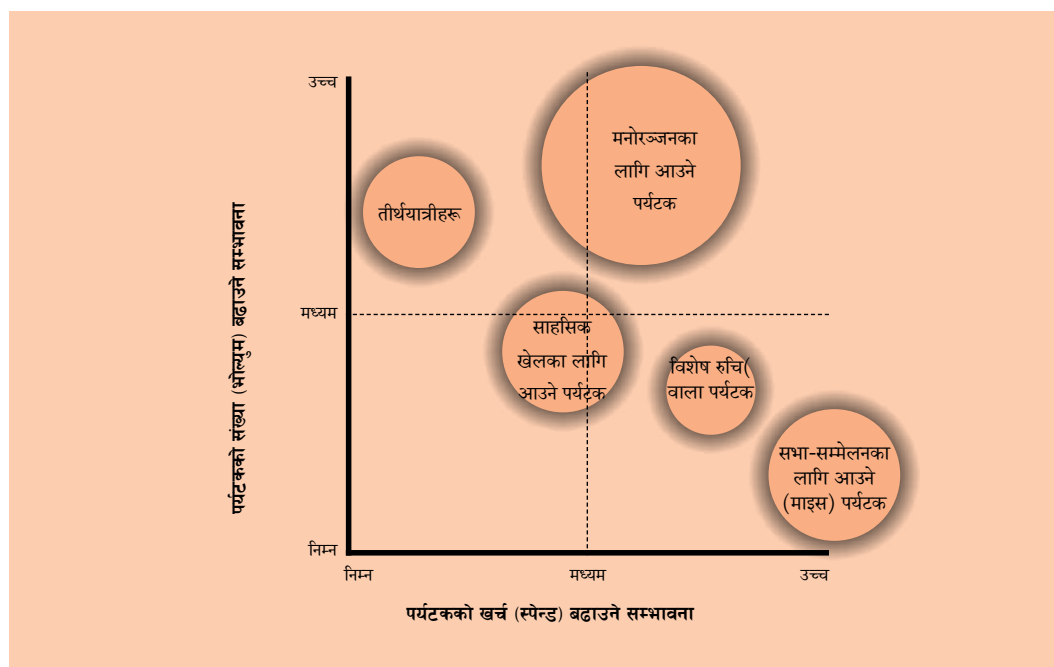 उच्च
मनोरञ्जनका
लागि आउने
पर्यटक
तीर्थयात्रीहरू
पर्यटकको संख्या (भोल्युम) बढाउने सम्भावना
मध्यम
साहसिक
खेलका लागि
आउने पर्यटक
विशेष रुचि(
वाला पर्यटक
सभा-सम्मेलनका
लागि आउने
(माइस) पर्यटक
निम्न
निम्न
मध्यम
उच्च
पर्यटकको खर्च (स्पेन्ड) बढाउने सम्भावना